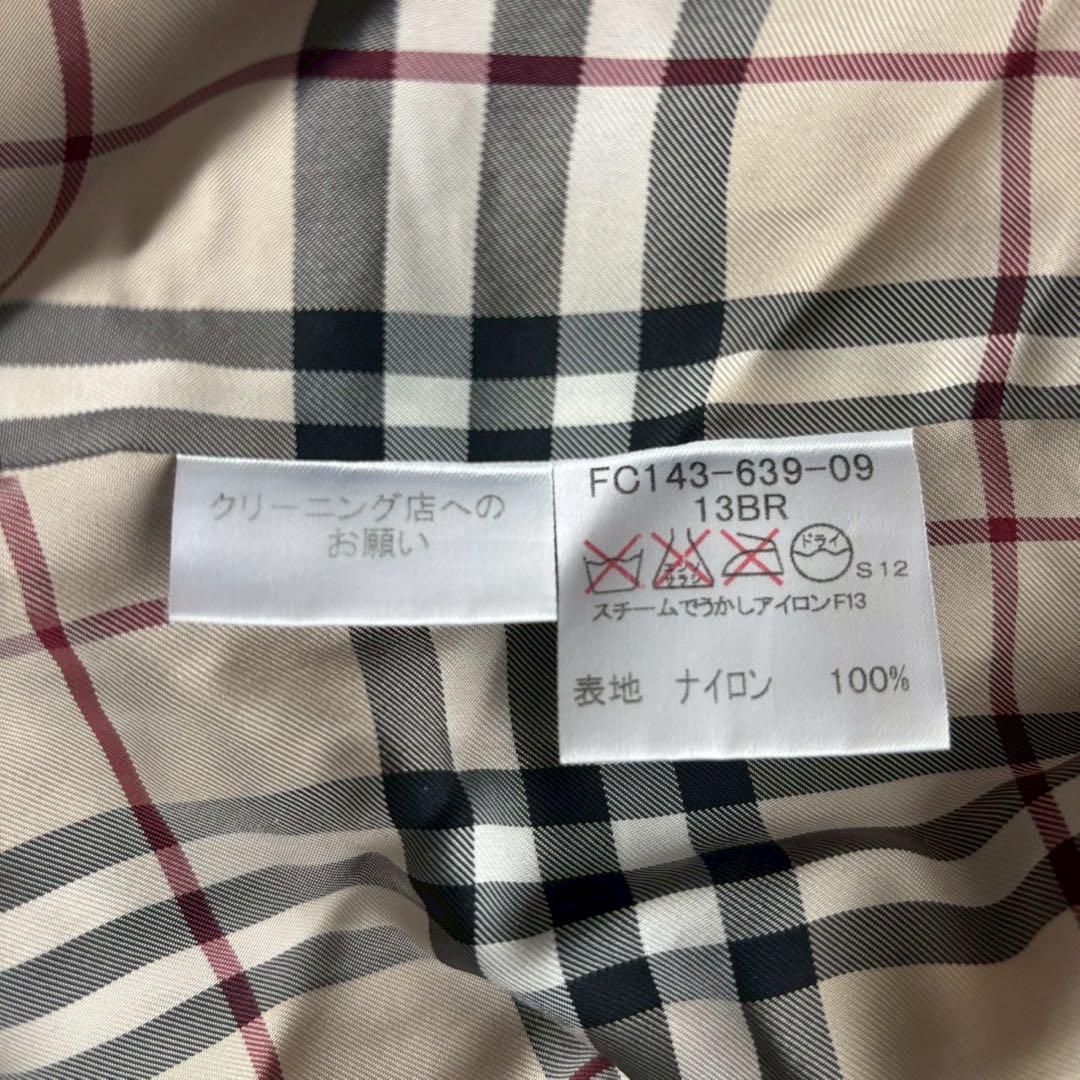 クリーニング店への
お願い
FC143-639-09
13BR
エンソ
サラシ
ドライ
S12
スチームでうかしアイロンF13
表地 ナイロン 100%